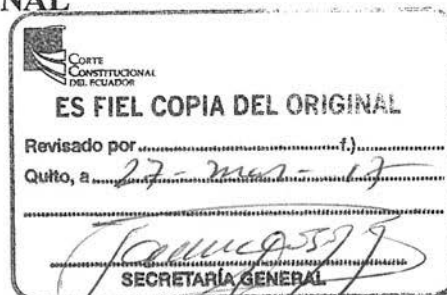 NAL
CORTE
CONSTITUCIONAL
DEL ECUADOR
ES FIEL COPIA DEL ORIGINAL
Revisado por..............................f.)....................
Quito, a 27 - mar - 17
SECRETARÍA GENERAL